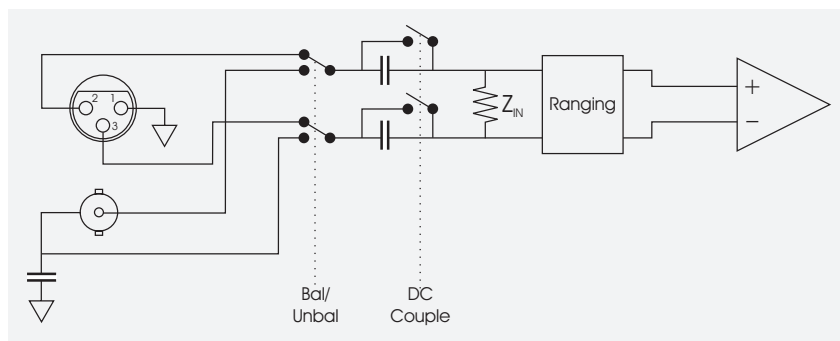 2
1
3
Z IN
Ranging
+
−
Bal/
Unbal
DC
Couple